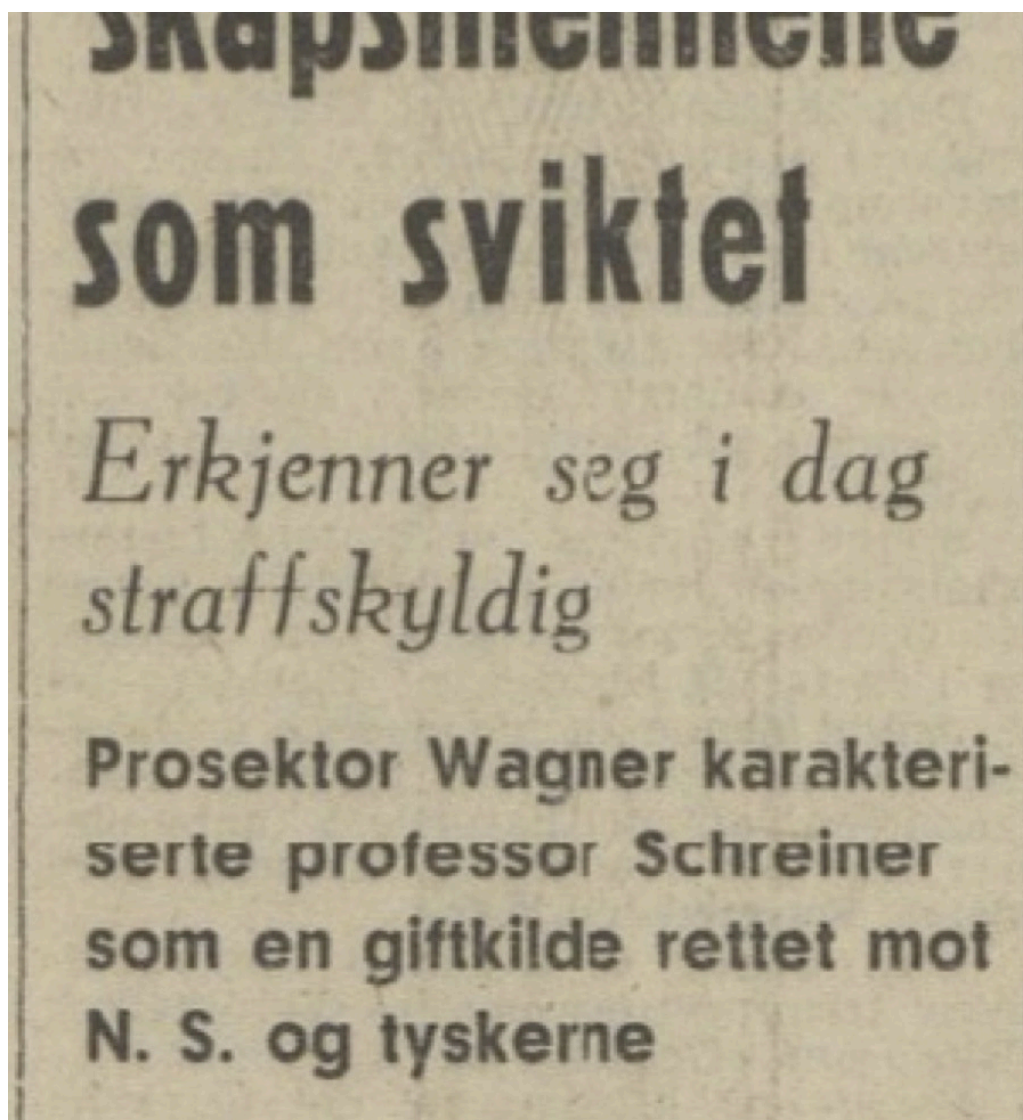 skapsmennene
som sviktet
Erkjenner seg i dag
straffskyldig
Prosektor Wagner karakteri-
serte professor Schreiner
som en giftkilde rettet mot
N. S. og tyskerne